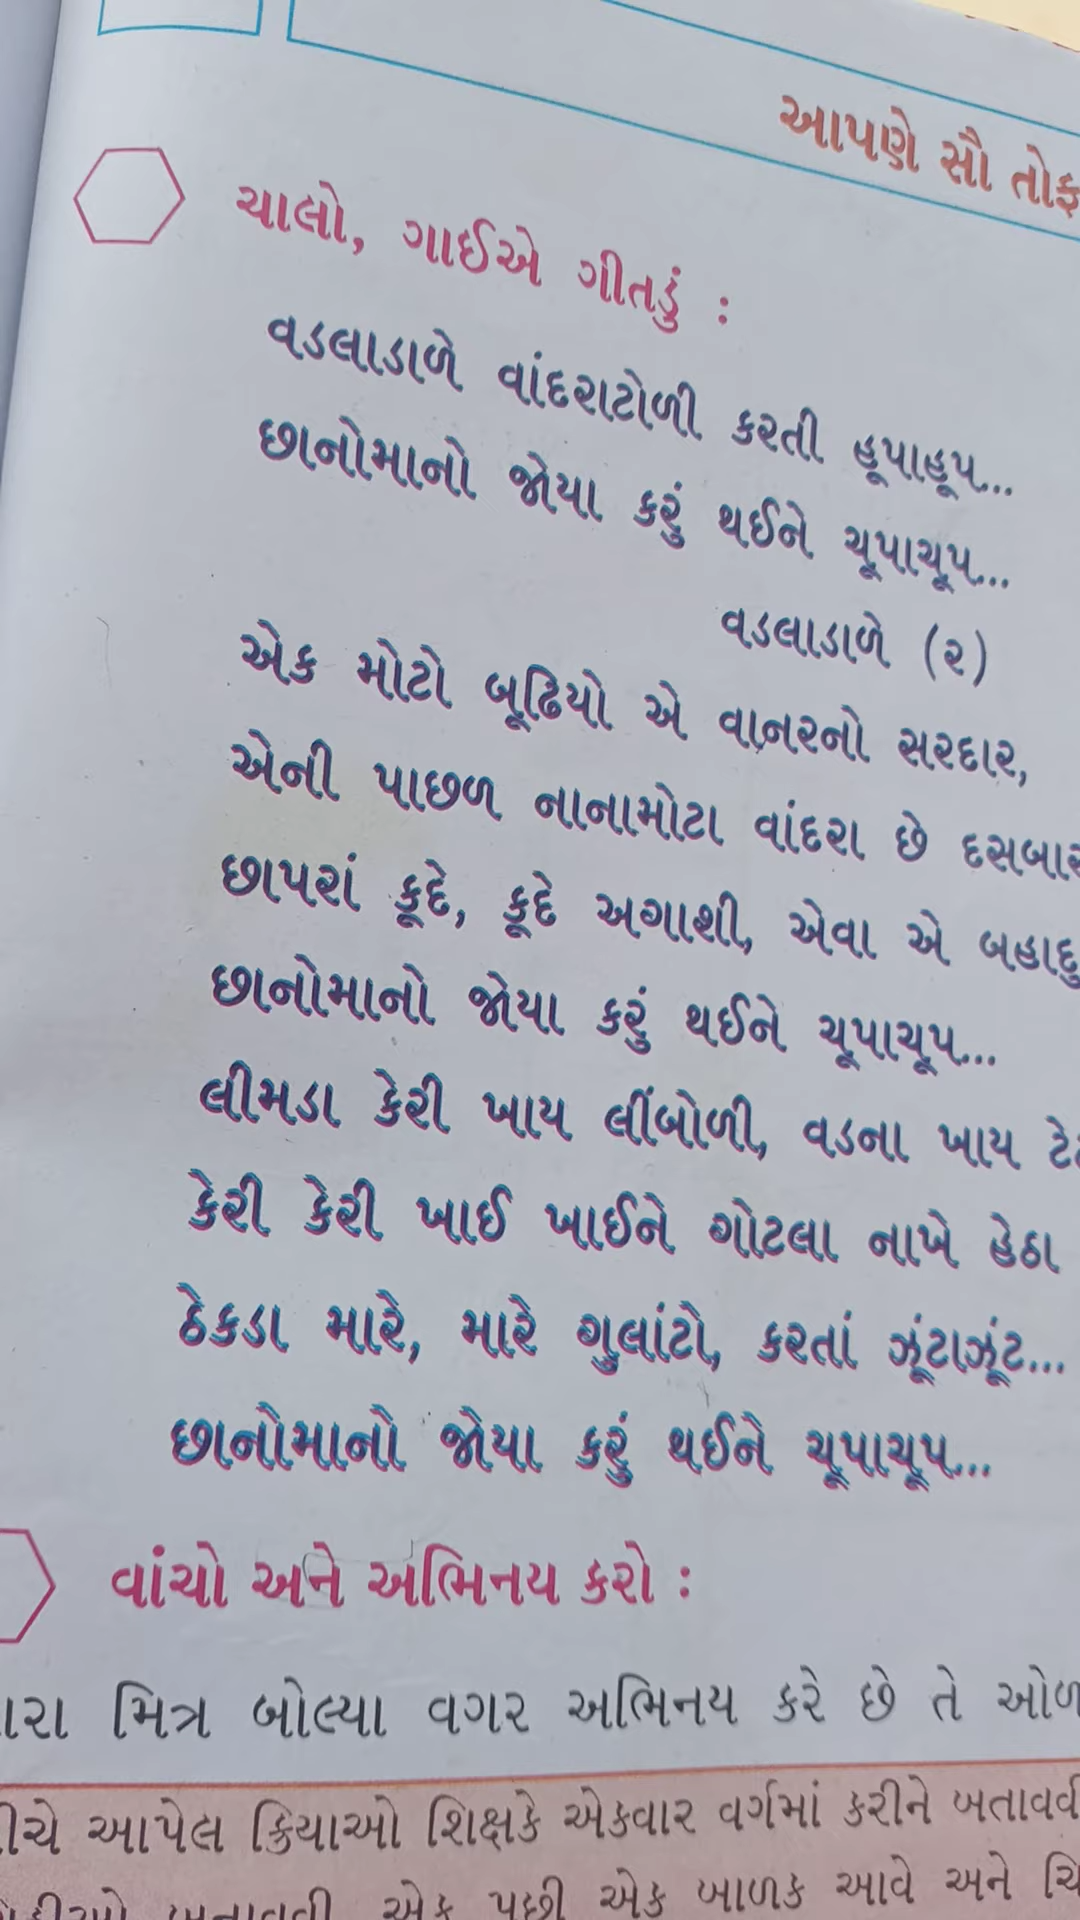 આપણે સૌ
ચાલો, ગાઈએ ગીતડું :
વડલાડાળે વાંદરાટોળી કરતી હૂપાહૂપ...
છાનોમાનો જોયા કરું થઈને ચૂપાચૂપ...
વડલાડાળે (૨)
એક મોટો બૂઢિયો એ વાનરનો સરદાર,
એની પાછળ નાનામોટા વાંદરા છે
છાપરાં કૂદે, કૂદે અગાશી, એવા એ
છાનોમાનો જોયા કરું થઈને ચૂપાચૂપ...
લીમડા કેરી ખાય લીંબોળી, વડના ખાય
કેરી કેરી ખાઈ ખાઈને ગોટલા નાખે હેઠા
ઠેકડા મારે, મારે ગુલાંટો, કરતાં ઝૂંટાઝૂંટ...
છાનોમાનો જોયા કરું થઈને ચૂપાચૂપ...
વાંચો અને અભિનય કરો :
મિત્ર બોલ્યા વગર અભિનય કરે છે તે
આપેલ ક્રિયાઓ શિક્ષકે એકવાર વર્ગમાં કરીને
એક પછી એક બાળક આવે અને